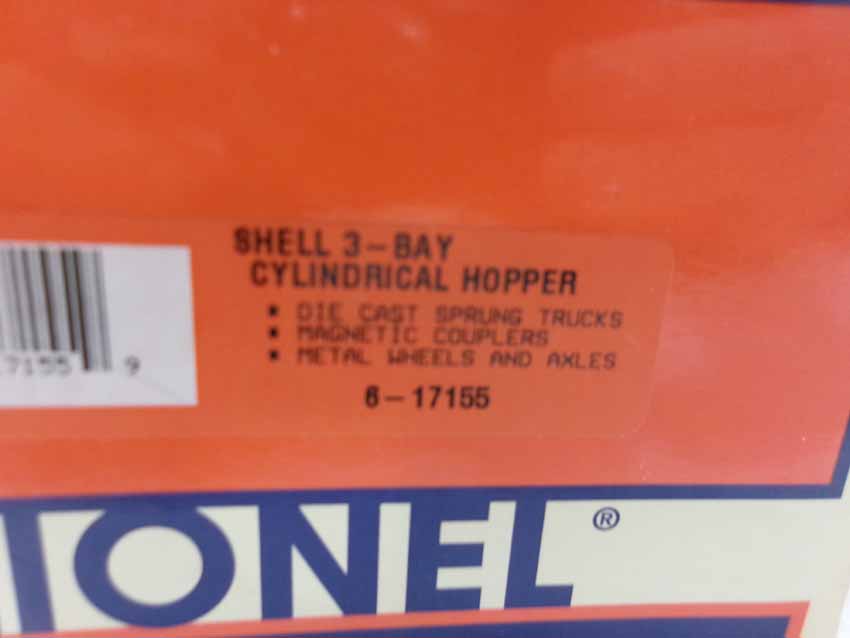 SHELL 3-BAY
CYLINDRICAL HOPPER
▪ DIE CAST SPRUNG TRUCKS
▪ MAGNETIC COUPLERS
▪ METAL WHEELS AND AXLES
6-17155
17155 9
IONEL ®